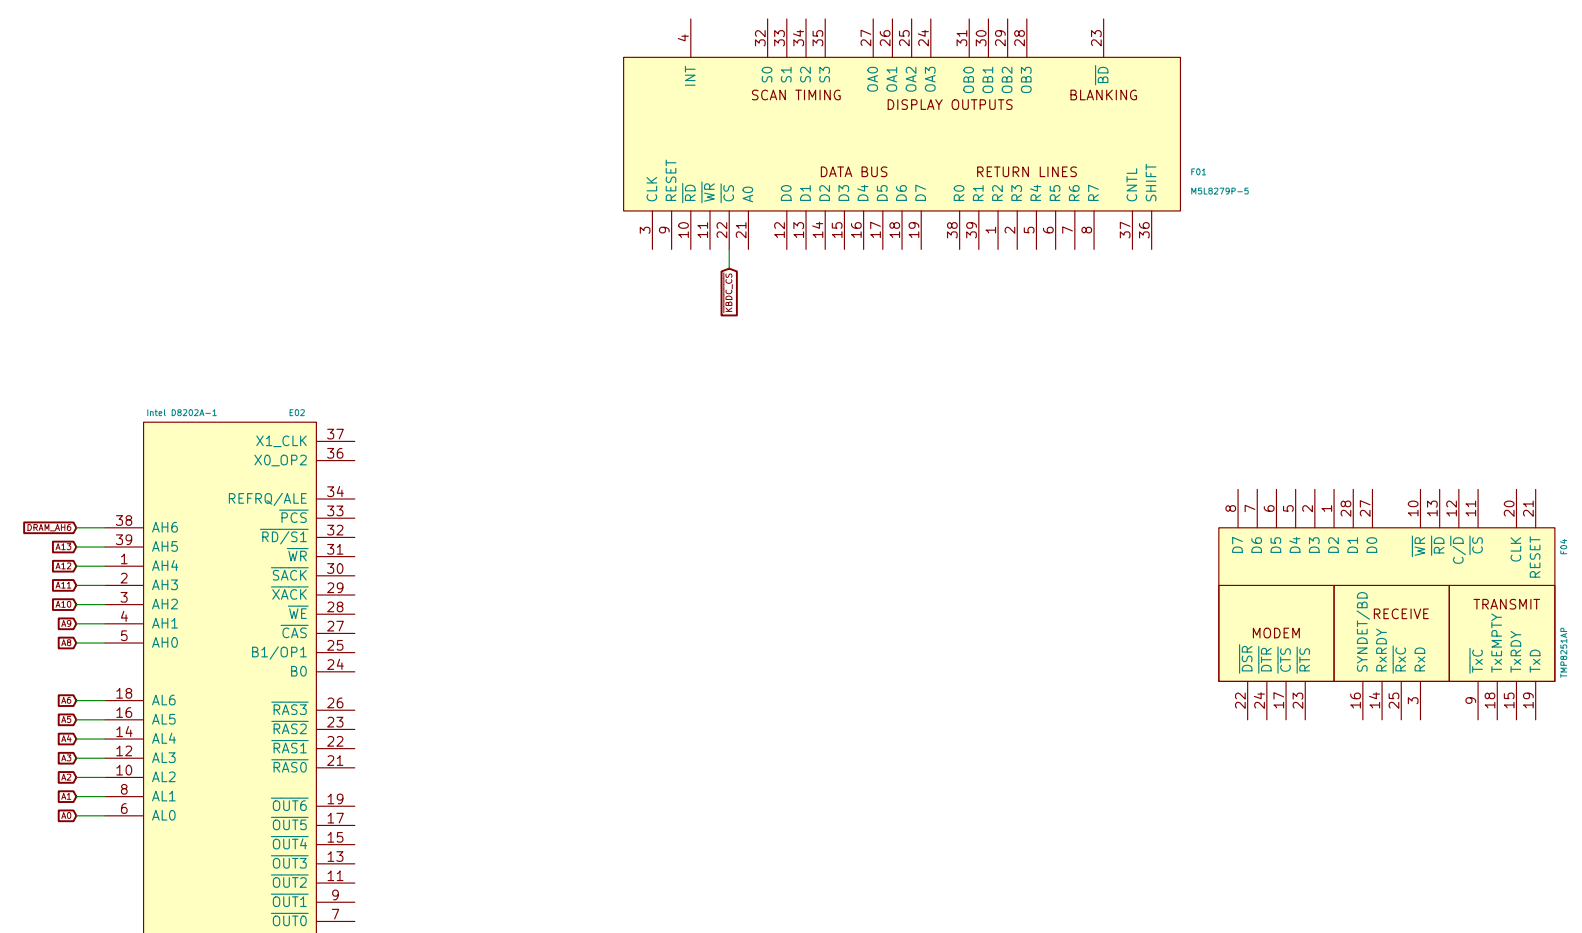 4 32 33 34 35 27 26 25 24 31 30 29 28 23
INT S0 S1 S2 S3 OA0 OA1 OA2 OA3 OB0 OB1 OB2 OB3 BD
SCAN TIMING DISPLAY OUTPUTS BLANKING
DATA BUS RETURN LINES
F01
M5L8279P-5
CLK RESET RD WR CS A0 D0 D1 D2 D3 D4 D5 D6 D7 R0 R1 R2 R3 R4 R5 R6 R7 CNTL SHIFT
3 9 10 11 22 21 12 13 14 15 16 17 18 19 38 39 1 2 5 6 7 8 37 36
KBDC_CS
Intel D8202A-1 E02
X1_CLK 37
X0_OP2 36
REFRQ/ALE 34
PCS 33
RD/S1 32
WR 31
SACK 30
XACK 29
WE 28
CAS 27
B1/OP1 25
B0 24
RAS3 26
RAS2 23
RAS1 22
RAS0 21
OUT6 19
OUT5 17
OUT4 15
OUT3 13
OUT2 11
OUT1 9
OUT0 7
DRAM_AH6 38 AH6
A13 39 AH5
A12 1 AH4
A11 2 AH3
A10 3 AH2
A9 4 AH1
A8 5 AH0
A6 18 AL6
A5 16 AL5
A4 14 AL4
A3 12 AL3
A2 10 AL2
A1 8 AL1
A0 6 AL0
8 7 6 5 2 1 28 27 10 13 12 11 20 21
D7 D6 D5 D4 D3 D2 D1 D0 WR RD C/D CS CLK RESET
F04
TMP8251AP
MODEM RECEIVE TRANSMIT
DSR DTR CTS RTS SYNDET/BD RxRDY RxC RxD TxC TxEMPTY TxRDY TxD
22 24 17 23 16 14 25 3 9 18 15 19